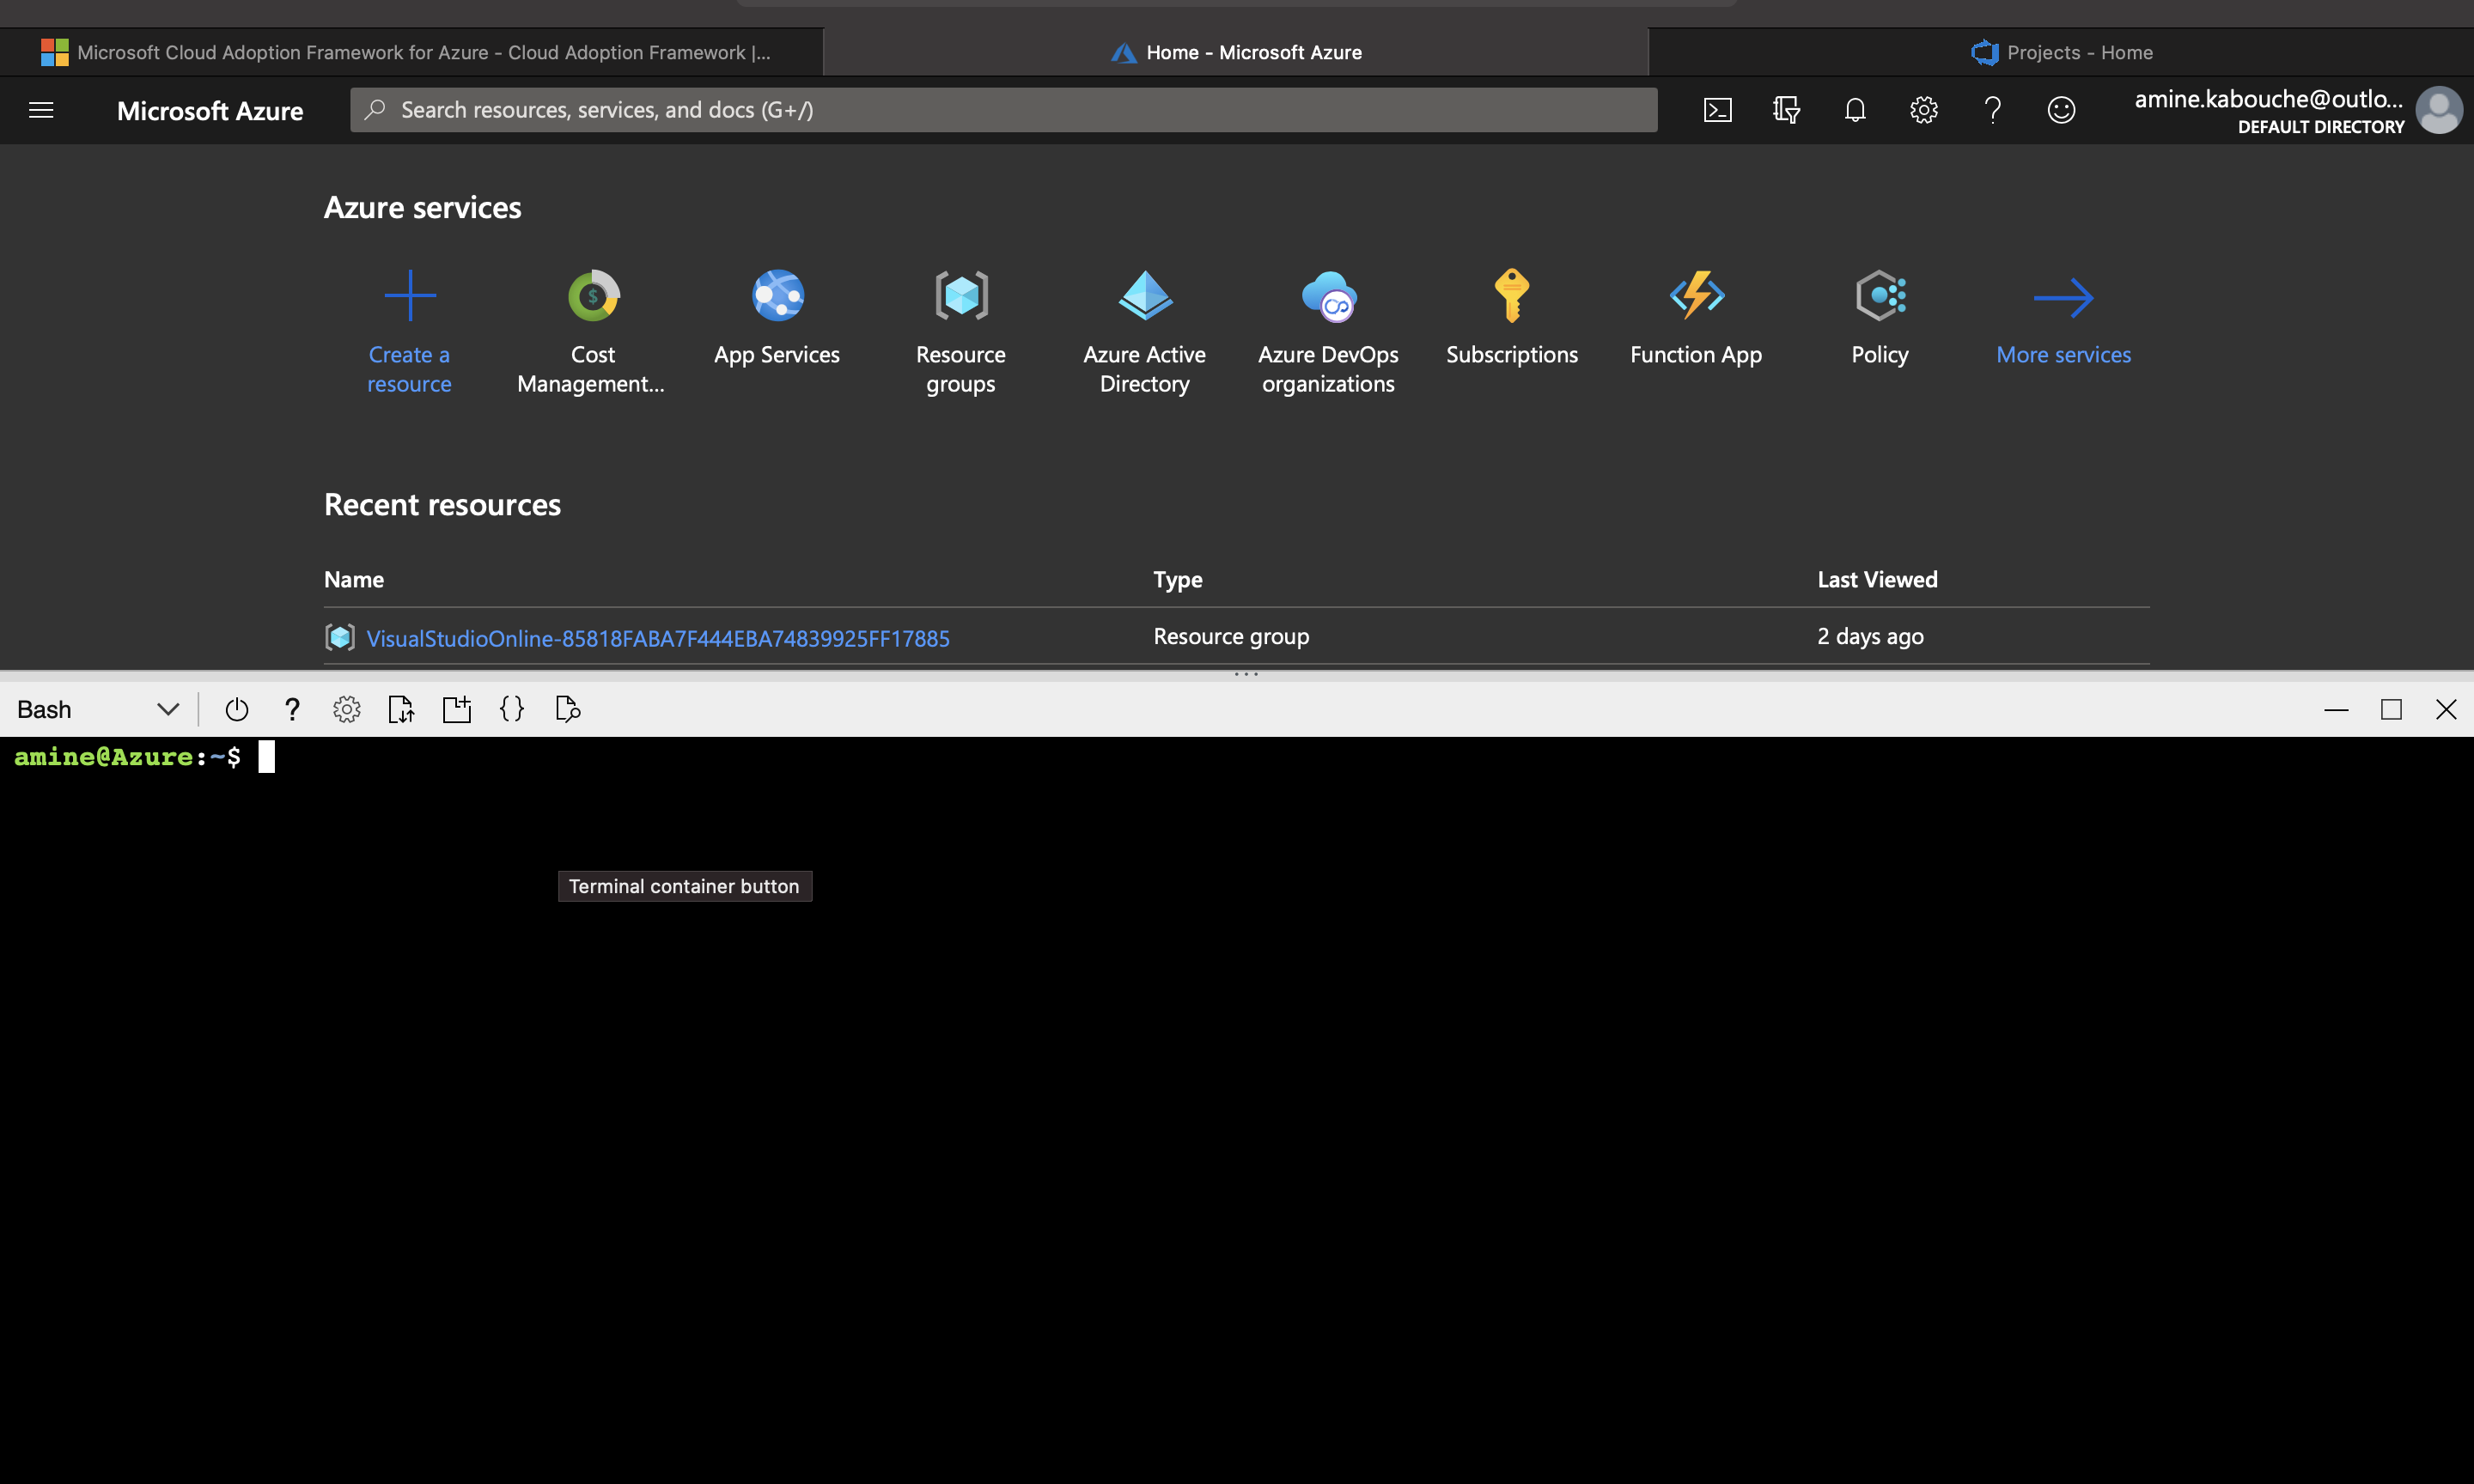 Microsoft Cloud Adoption Framework for Azure - Cloud Adoption Framework |...
Home - Microsoft Azure
Projects - Home
Microsoft Azure
Search resources, services, and docs (G+/)
amine.kabouche@outlo...
DEFAULT DIRECTORY
Azure services
Create a resource
Cost Management...
App Services
Resource groups
Azure Active Directory
Azure DevOps organizations
Subscriptions
Function App
Policy
More services
Recent resources
Name Type Last Viewed
VisualStudioOnline-85818FABA7F444EBA74839925FF17885 Resource group 2 days ago
Bash
amine@Azure:~$
Terminal container button